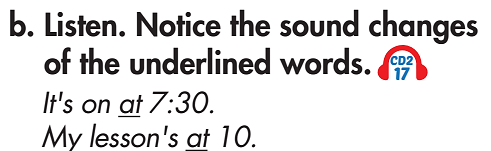 b. Listen. Notice the sound changes
of the underlined words. CD2
17
It's on at 7:30.
My lesson's at 10.